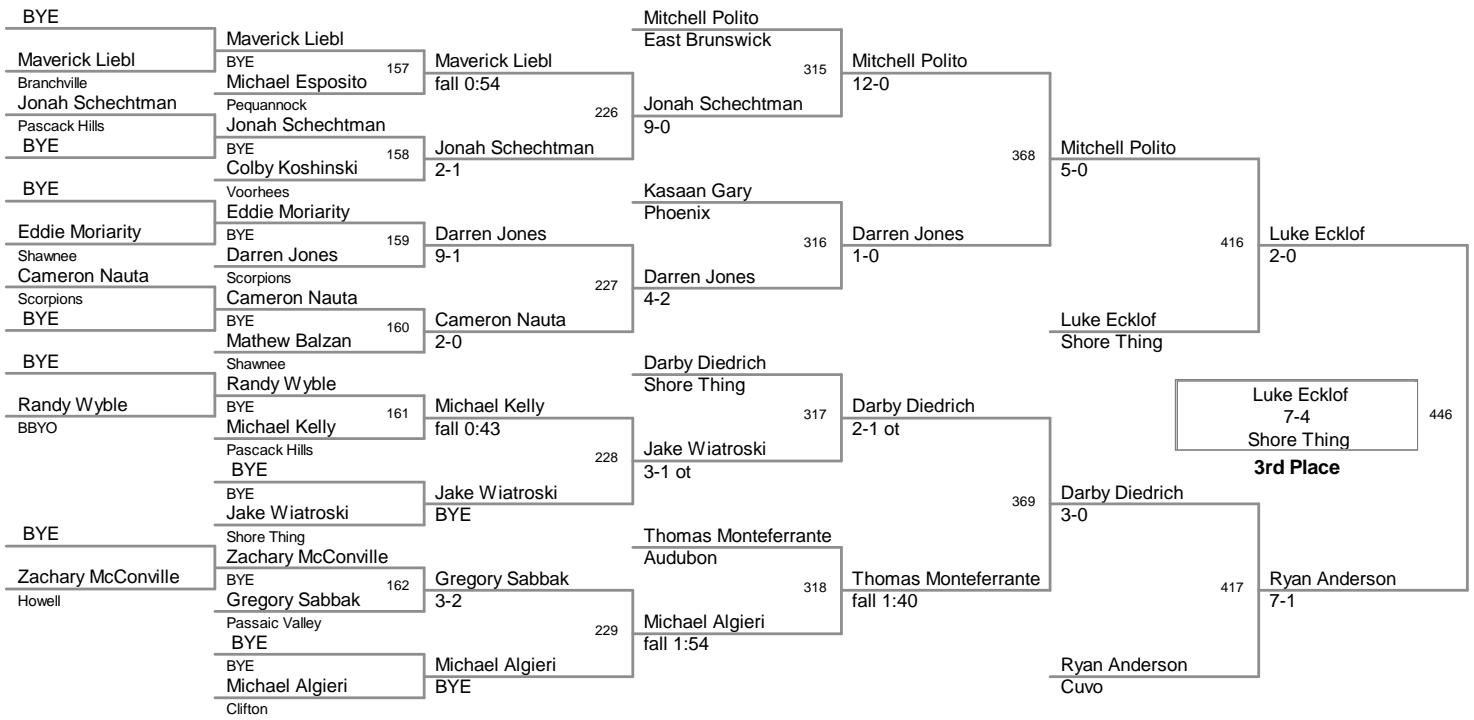 BYE
Maverick Liebl
Branchville
Jonah Schechtman
Pascack Hills
BYE
BYE
Eddie Moriarity
Shawnee
Cameron Nauta
Scorpions
BYE
BYE
Randy Wyble
BBYO
BYE
Zachary McConville
Howell
Maverick Liebl
BYE
157
Michael Esposito
Pequannock
Jonah Schechtman
BYE
158
Colby Koshinski
Voorhees
Eddie Moriarity
BYE
159
Darren Jones
Scorpions
Cameron Nauta
BYE
160
Mathew Balzan
Shawnee
Randy Wyble
BYE
161
Michael Kelly
Pascack Hills
BYE
BYE
Jake Wiatroski
Shore Thing
Zachary McConville
BYE
162
Gregory Sabbak
Passaic Valley
BYE
BYE
Michael Algieri
Clifton
Maverick Liebl
fall 0:54
226
Jonah Schechtman
2-1
Darren Jones
9-1
227
Cameron Nauta
2-0
Michael Kelly
fall 0:43
228
Jake Wiatroski
BYE
Gregory Sabbak
3-2
229
Michael Algieri
BYE
Mitchell Polito
East Brunswick
315
Jonah Schechtman
9-0
Kasaan Gary
Phoenix
316
Darren Jones
4-2
Darby Diedrich
Shore Thing
317
Jake Wiatroski
3-1 ot
Thomas Monteferrante
Audubon
318
Michael Algieri
fall 1:54
Mitchell Polito
12-0
368
Darren Jones
1-0
Darby Diedrich
2-1 ot
369
Thomas Monteferrante
fall 1:40
Mitchell Polito
5-0
416
Luke Ecklof
Shore Thing
Darby Diedrich
3-0
417
Ryan Anderson
Cuvo
Luke Ecklof
2-0
Luke Ecklof
7-4
Shore Thing
446
3rd Place
Ryan Anderson
7-1